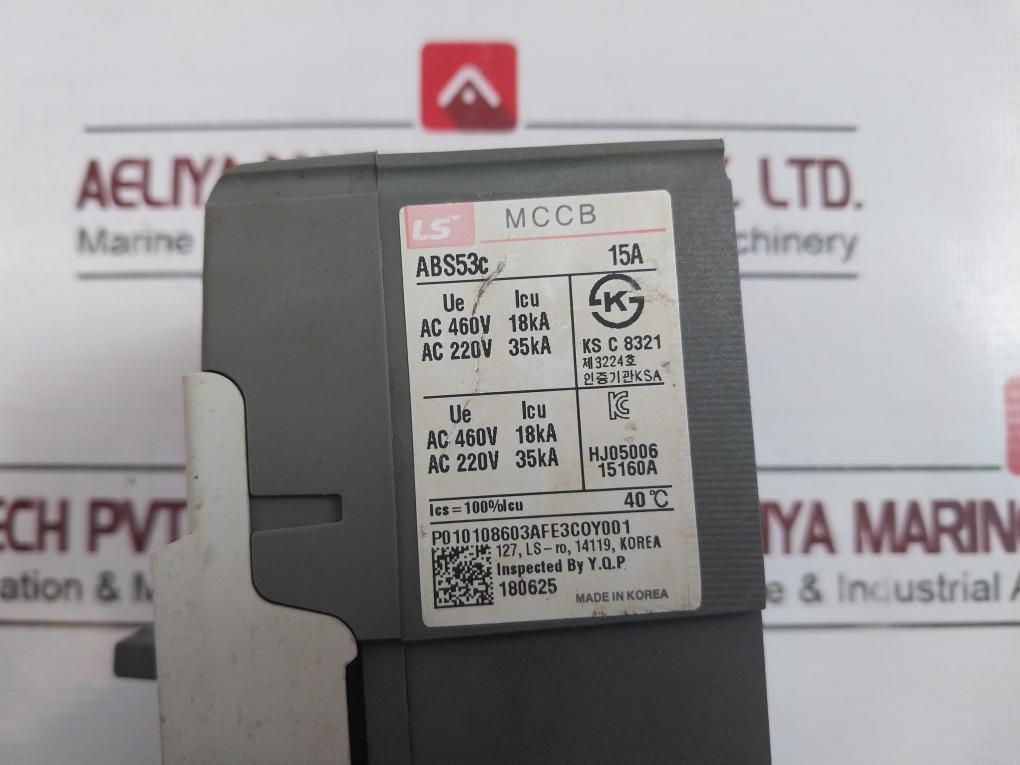 AELIYA LTD.
Marine chinery
LS MCCB
ABS53c 15A
Ue Icu
AC 460V 18kA
AC 220V 35kA
K
KS C 8321
제3224호
인증기관KSA
Ue Icu
AC 460V 18kA
AC 220V 35kA
KC
HJ05006
15160A
Ics=100%Icu 40℃
P010108603AFE3C0Y001
127, LS-ro, 14119, KOREA
Inspected By Y.Q.P
180625
MADE IN KOREA
ECH PVT IYA MARIN
ation & e & Industrial A